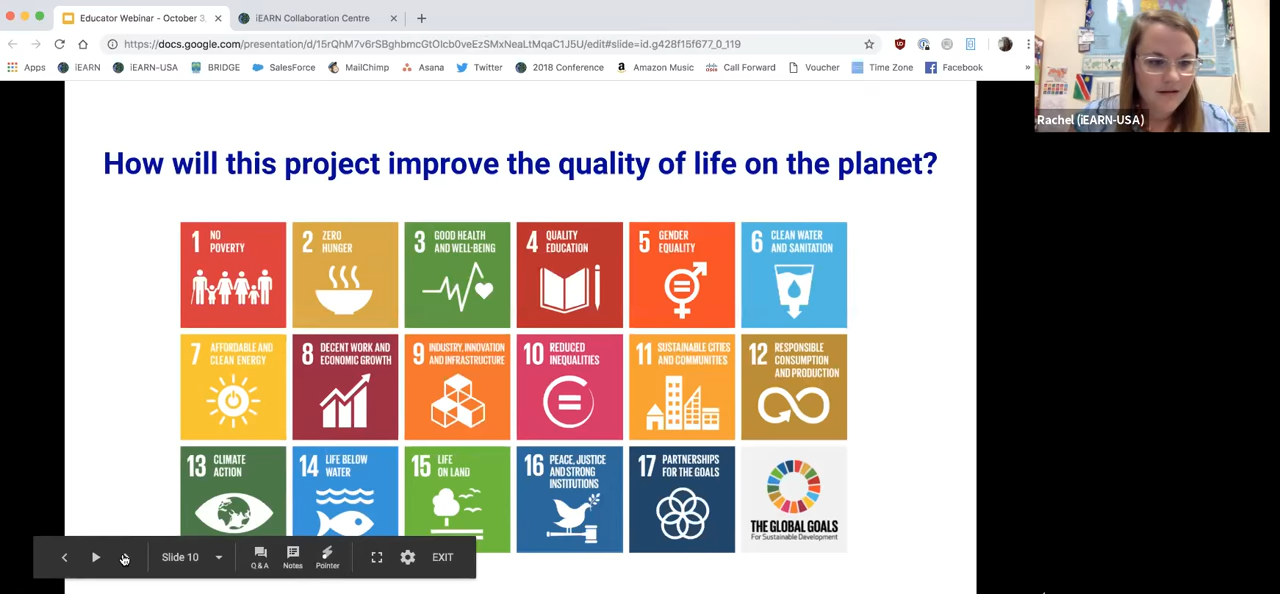 Educator Webinar - October 3,
iEARN Collaboration Centre
https://docs.google.com/presentation/d/15rQhM7v6rSBghbmcGtOlcb0veEzSMxNeaLtMqaC1J5U/edit#slide=id.g428f15f677_0_119
Apps iEARN iEARN-USA BRIDGE SalesForce MailChimp Asana Twitter 2018 Conference Amazon Music Call Forward Voucher Time Zone Facebook »
Rachel (iEARN-USA)
How will this project improve the quality of life on the planet?
1 NO
POVERTY
2 ZERO
HUNGER
3 GOOD HEALTH
AND WELL-BEING
4 QUALITY
EDUCATION
5 GENDER
EQUALITY
6 CLEAN WATER
AND SANITATION
7 AFFORDABLE AND
CLEAN ENERGY
8 DECENT WORK AND
ECONOMIC GROWTH
9 INDUSTRY, INNOVATION
AND INFRASTRUCTURE
10 REDUCED
INEQUALITIES
11 SUSTAINABLE CITIES
AND COMMUNITIES
12 RESPONSIBLE
CONSUMPTION
AND PRODUCTION
13 CLIMATE
ACTION
14 LIFE BELOW
WATER
15 LIFE
ON LAND
16 PEACE, JUSTICE
AND STRONG
INSTITUTIONS
17 PARTNERSHIPS
FOR THE GOALS
THE GLOBAL GOALS
For Sustainable Development
Slide 10
Q & A
Notes
Pointer
EXIT